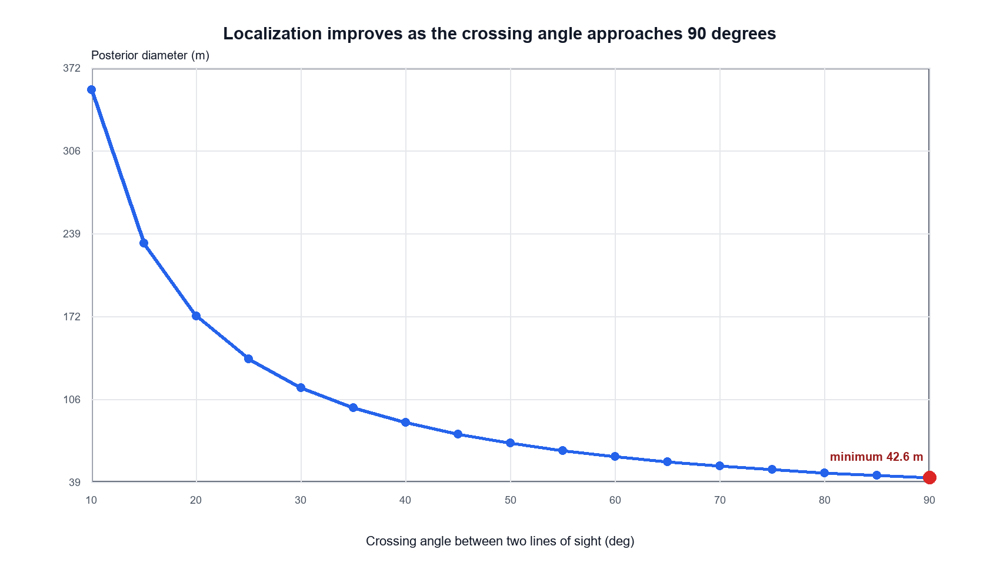 Localization improves as the crossing angle approaches 90 degrees
Posterior diameter (m)
372
306
239
172
106
39
minimum 42.6 m
10 20 30 40 50 60 70 80 90
Crossing angle between two lines of sight (deg)